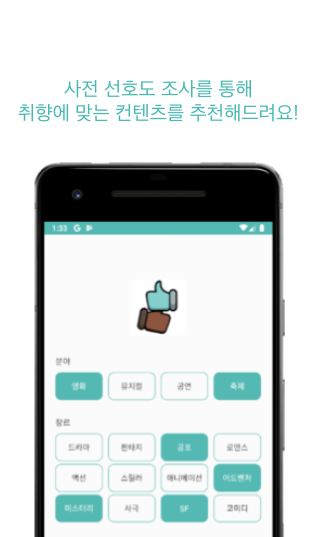 사전 선호도 조사를 통해
취향에 맞는 컨텐츠를 추천해드려요!
1:33 G
분야
영화 뮤지컬 공연 축제
장르
드라마 판타지 공포 로맨스
액션 스릴러 애니메이션 어드벤처
미스터리 사극 SF 코미디